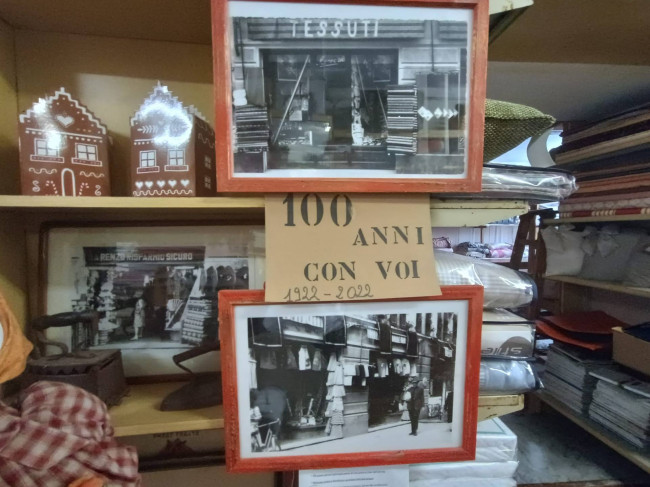 TESSUTI
100
ANNI
CON VOI
1922-2022
RENZO RISPARMIO SICURO